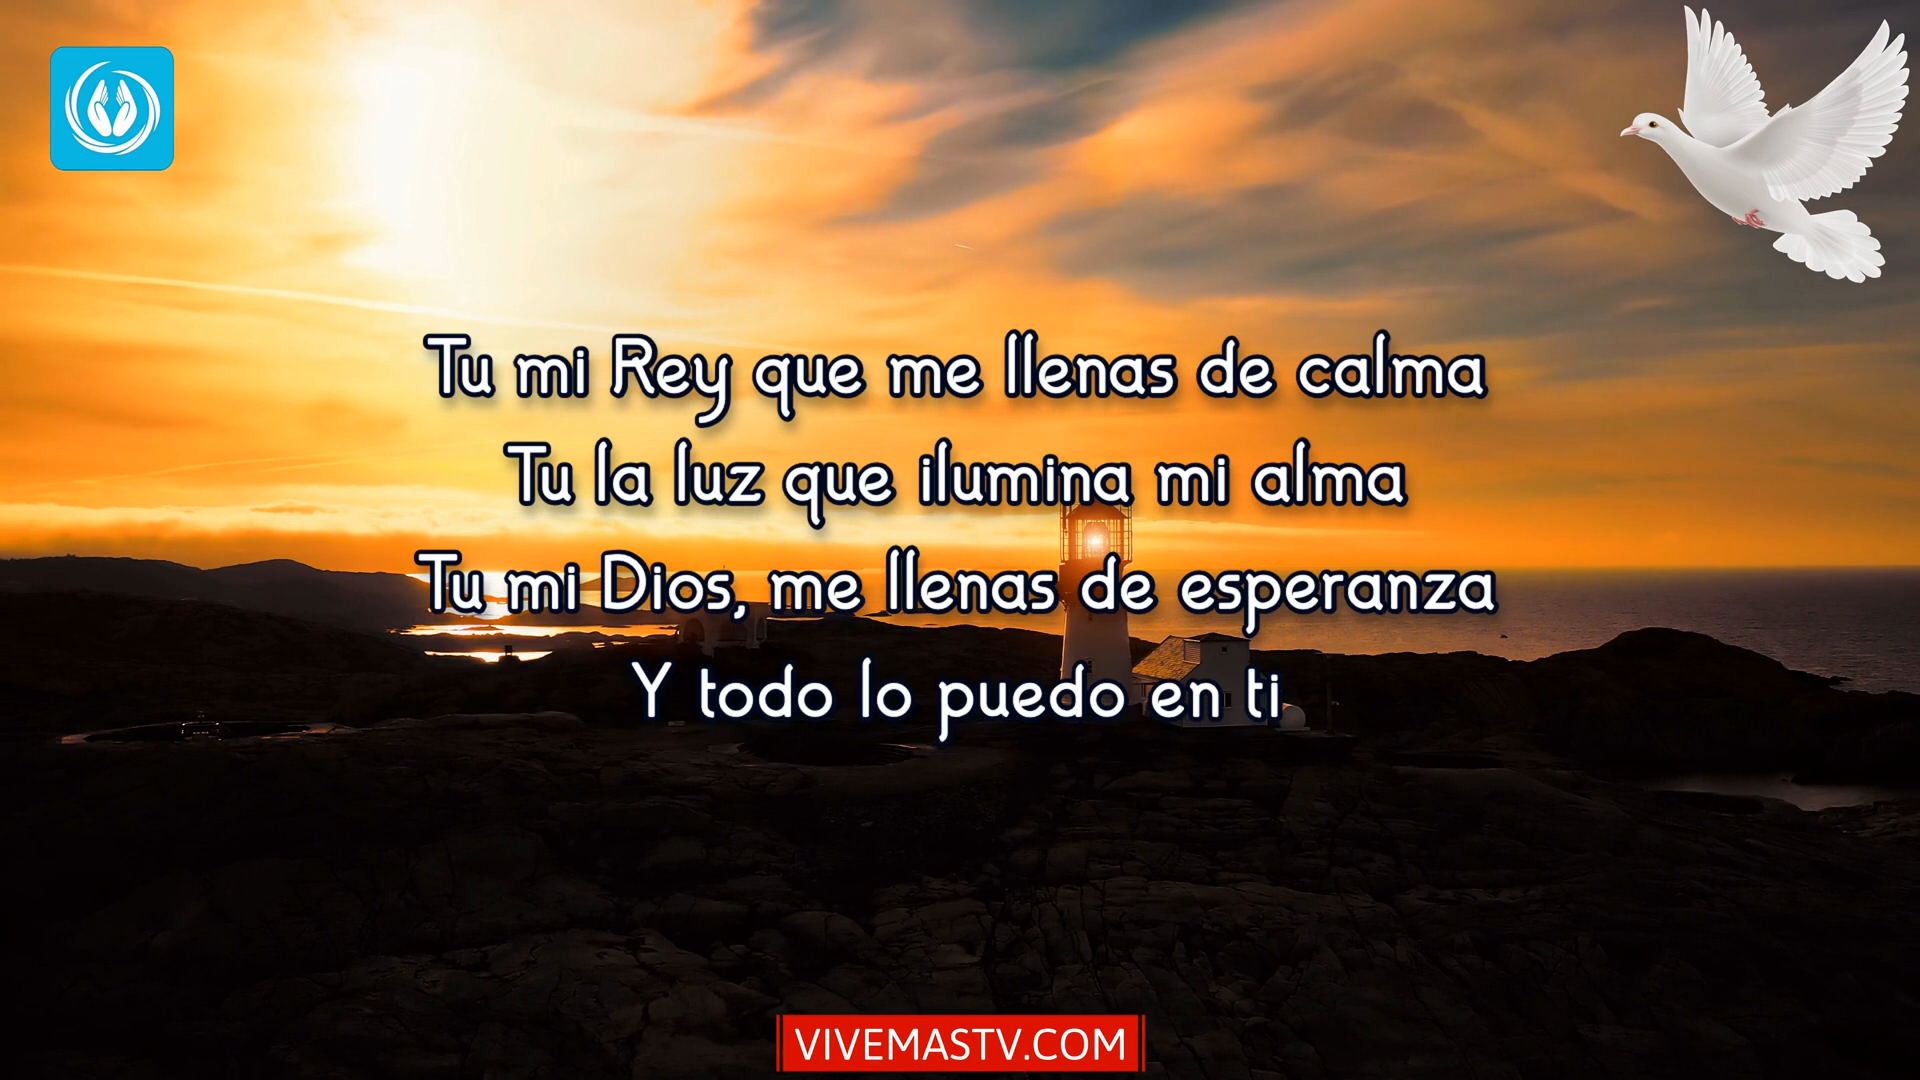 Tu mi Rey que me llenas de calma
Tu la luz que ilumina mi alma
Tu mi Dios, me llenas de esperanza
Y todo lo puedo en ti
VIVEMASTV.COM